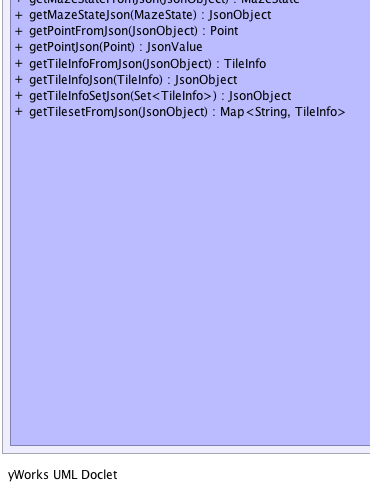 + getMazeStateFromJson(JsonObject) : MazeState
+ getMazeStateJson(MazeState) : JsonObject
+ getPointFromJson(JsonObject) : Point
+ getPointJson(Point) : JsonValue
+ getTileInfoFromJson(JsonObject) : TileInfo
+ getTileInfoJson(TileInfo) : JsonObject
+ getTileInfoSetJson(Set<TileInfo>) : JsonObject
+ getTilesetFromJson(JsonObject) : Map<String, TileInfo>
yWorks UML Doclet